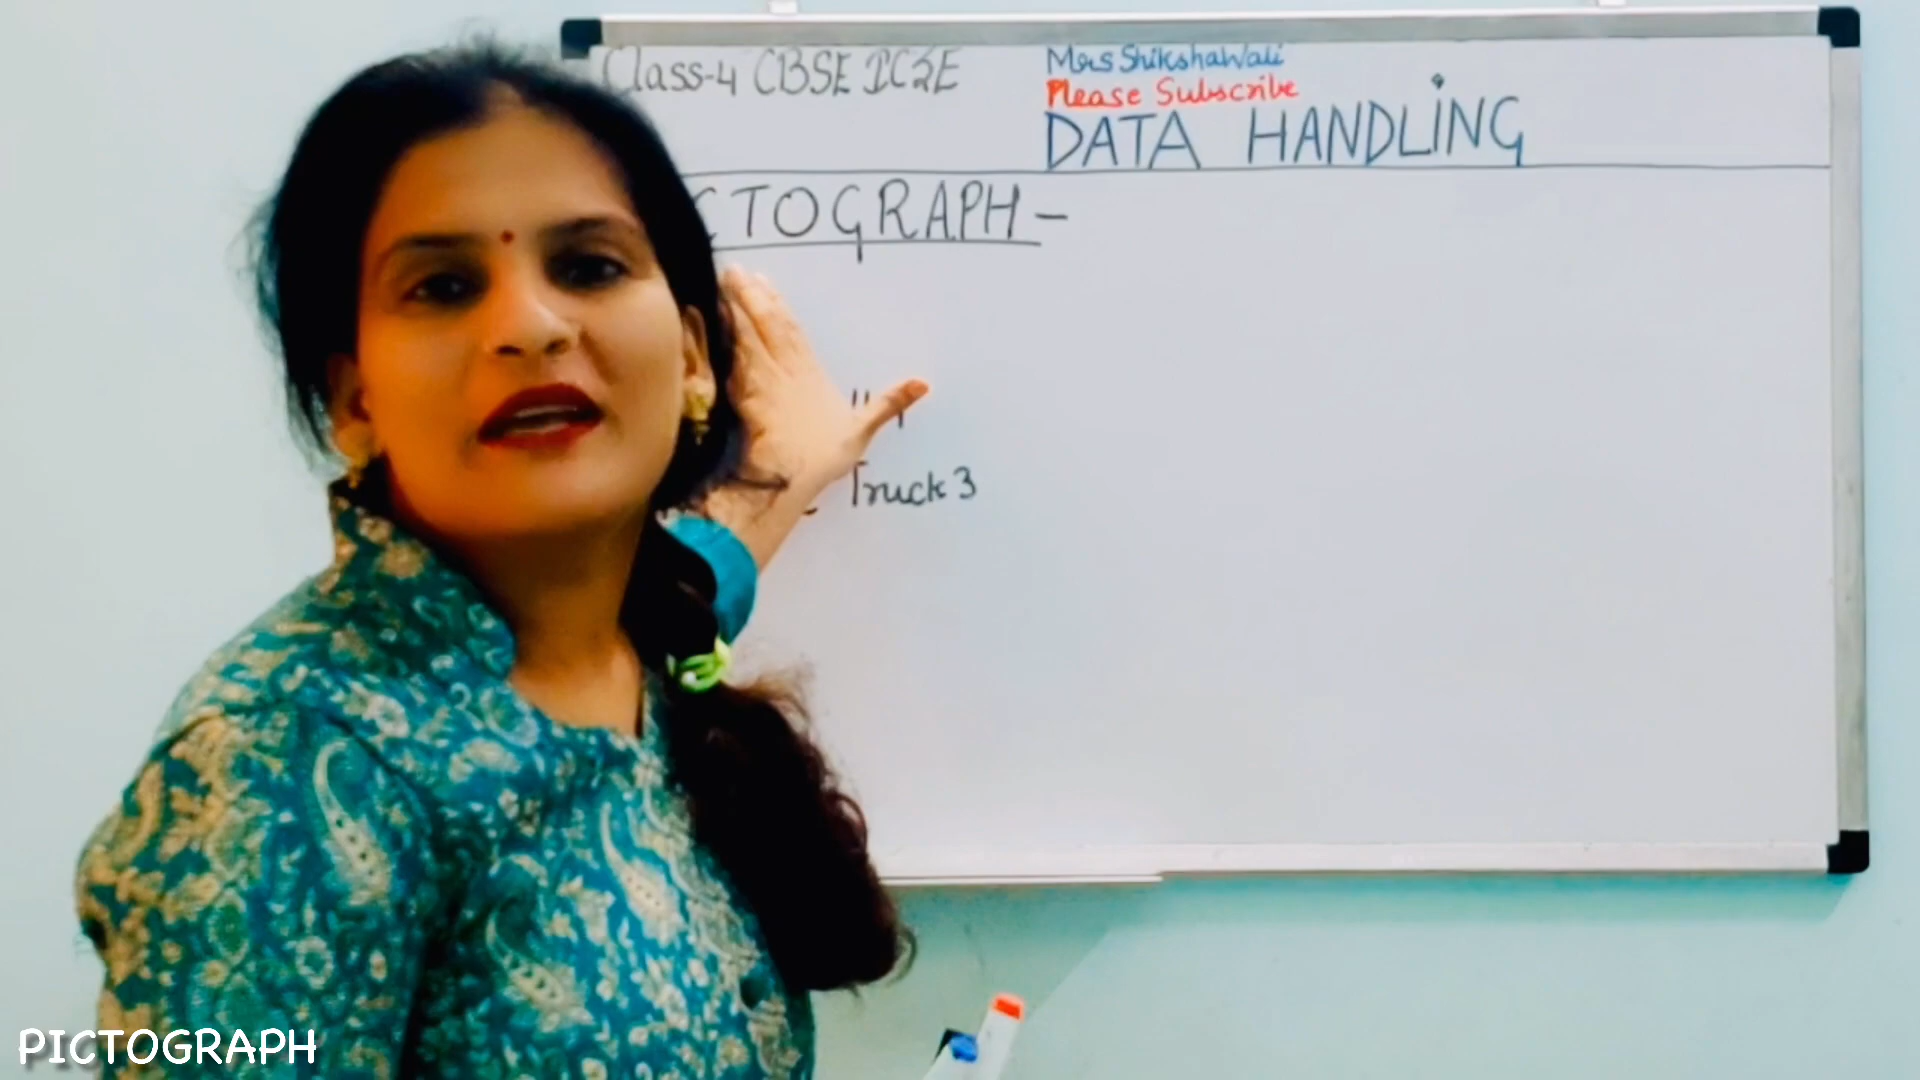 Class-4 CBSE ICSE
Mrs ShikshaWali
Please Subscribe
DATA HANDLING
CTOGRAPH -
Truck 3
PICTOGRAPH